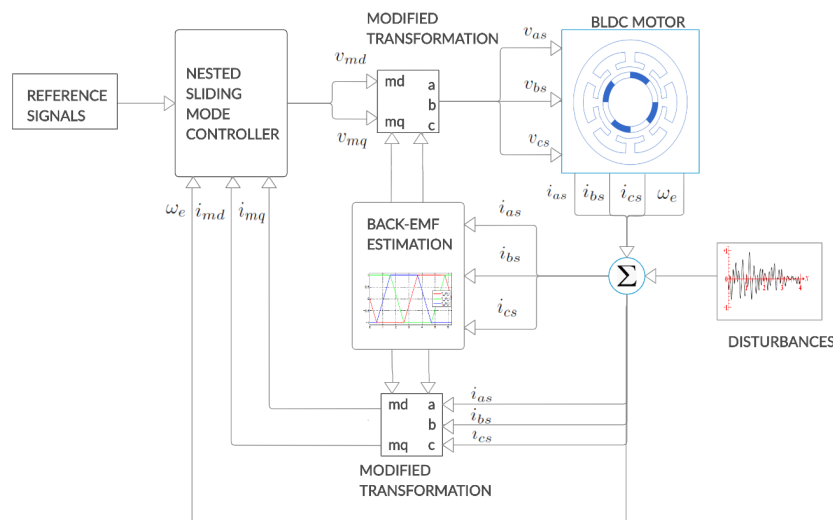 MODIFIED
TRANSFORMATION
BLDC MOTOR
NESTED
SLIDING
MODE
CONTROLLER
REFERENCE
SIGNALS
v_md
v_mq
md
mq
a
b
c
v_as
v_bs
v_cs
i_as
i_bs
i_cs
ω_e
ω_e
i_md
i_mq
BACK-EMF
ESTIMATION
i_as
i_bs
i_cs
Σ
DISTURBANCES
md
mq
a
b
c
i_as
i_bs
i_cs
MODIFIED
TRANSFORMATION